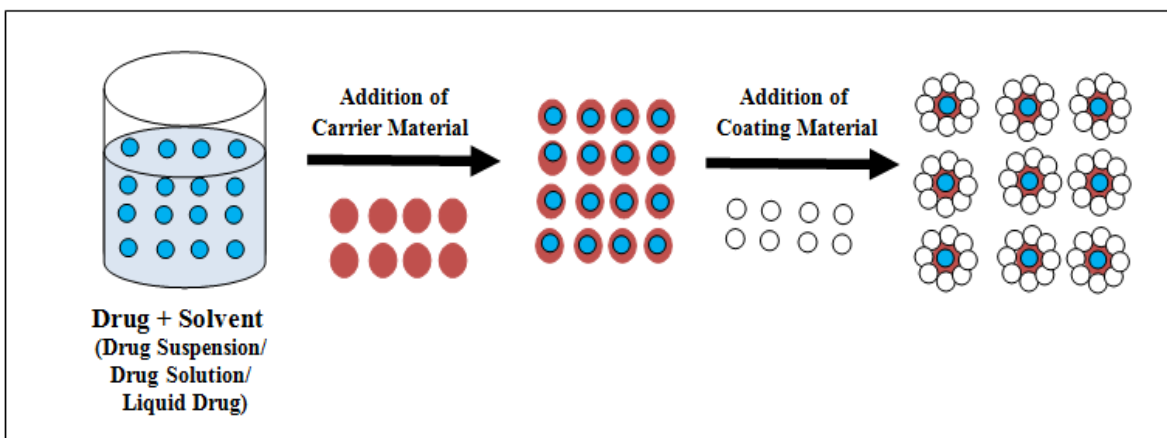 Addition of
Carrier Material
Addition of
Coating Material
Drug + Solvent
(Drug Suspension/
Drug Solution/
Liquid Drug)